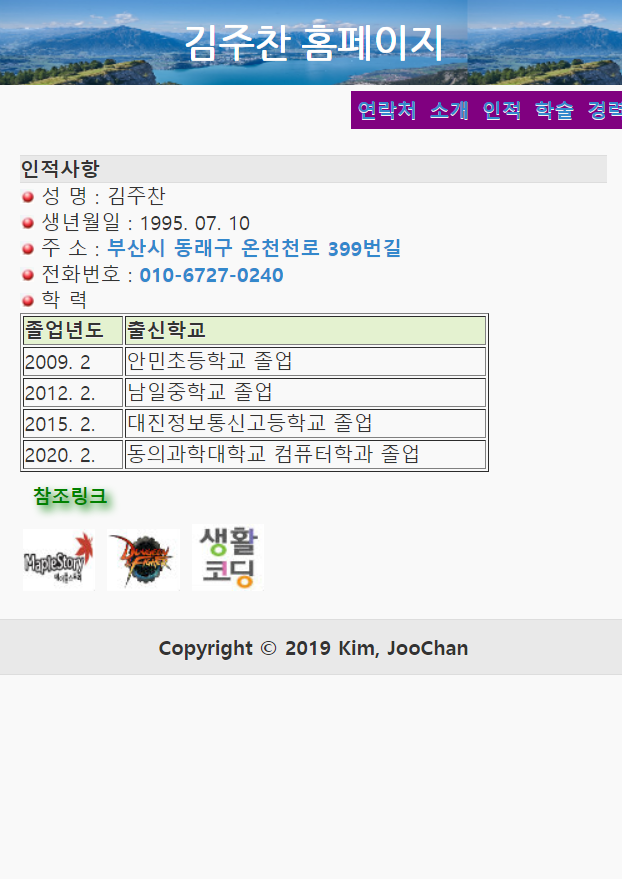 김주찬 홈페이지
연락처 소개 인적 학술 경력
인적사항
성 명 : 김주찬
생년월일 : 1995. 07. 10
주 소 : 부산시 동래구 온천천로 399번길
전화번호 : 010-6727-0240
학 력
졸업년도 출신학교
2009. 2 안민초등학교 졸업
2012. 2. 남일중학교 졸업
2015. 2. 대진정보통신고등학교 졸업
2020. 2. 동의과학대학교 컴퓨터학과 졸업
참조링크
MapleStory 메이플스토리
Dungeon Fighter
생활
코딩
Copyright © 2019 Kim, JooChan